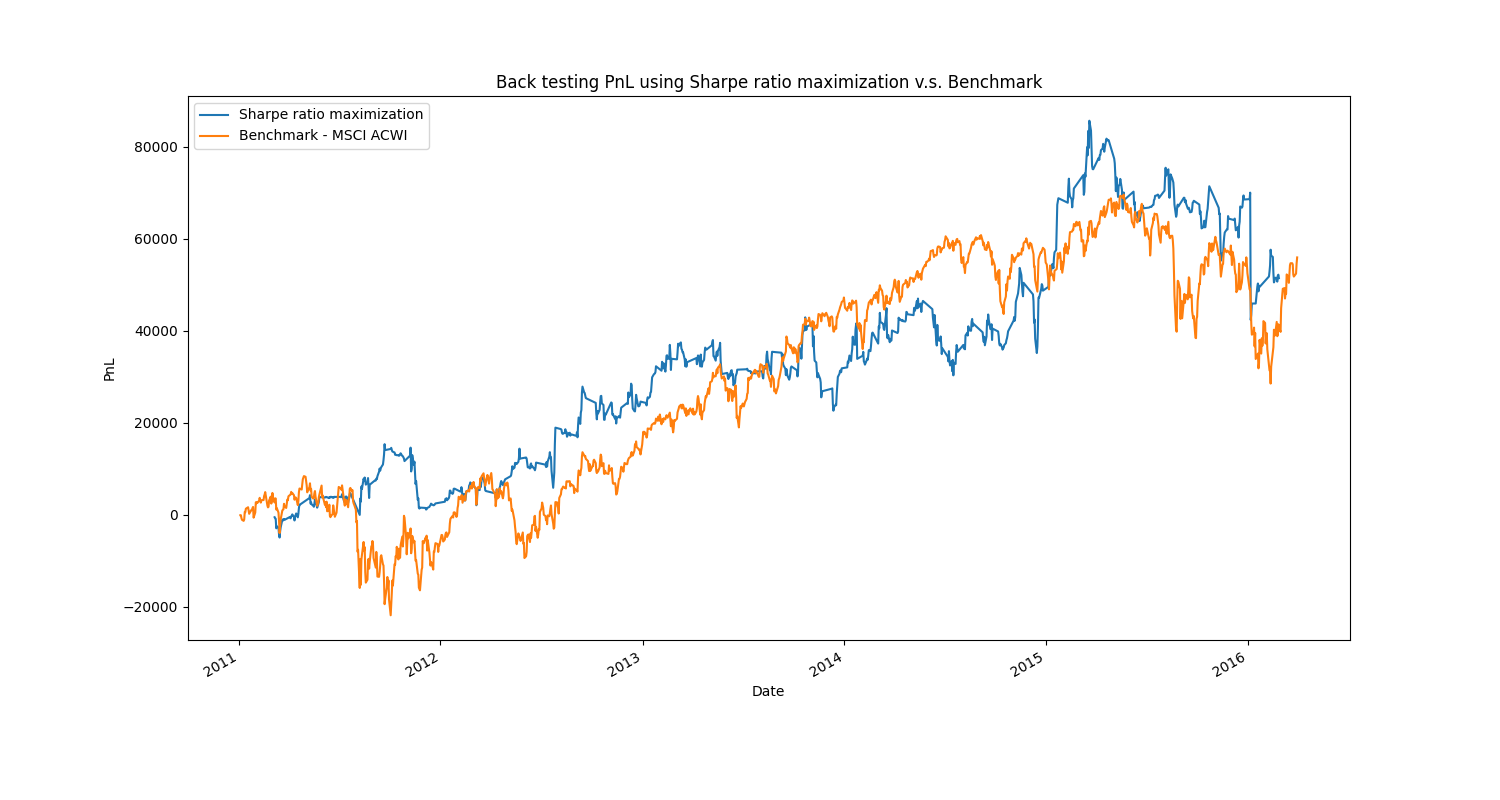 Back testing PnL using Sharpe ratio maximization v.s. Benchmark
Sharpe ratio maximization
Benchmark - MSCI ACWI
PnL
80000
60000
40000
20000
0
−20000
2011
2012
2013
2014
2015
2016
Date